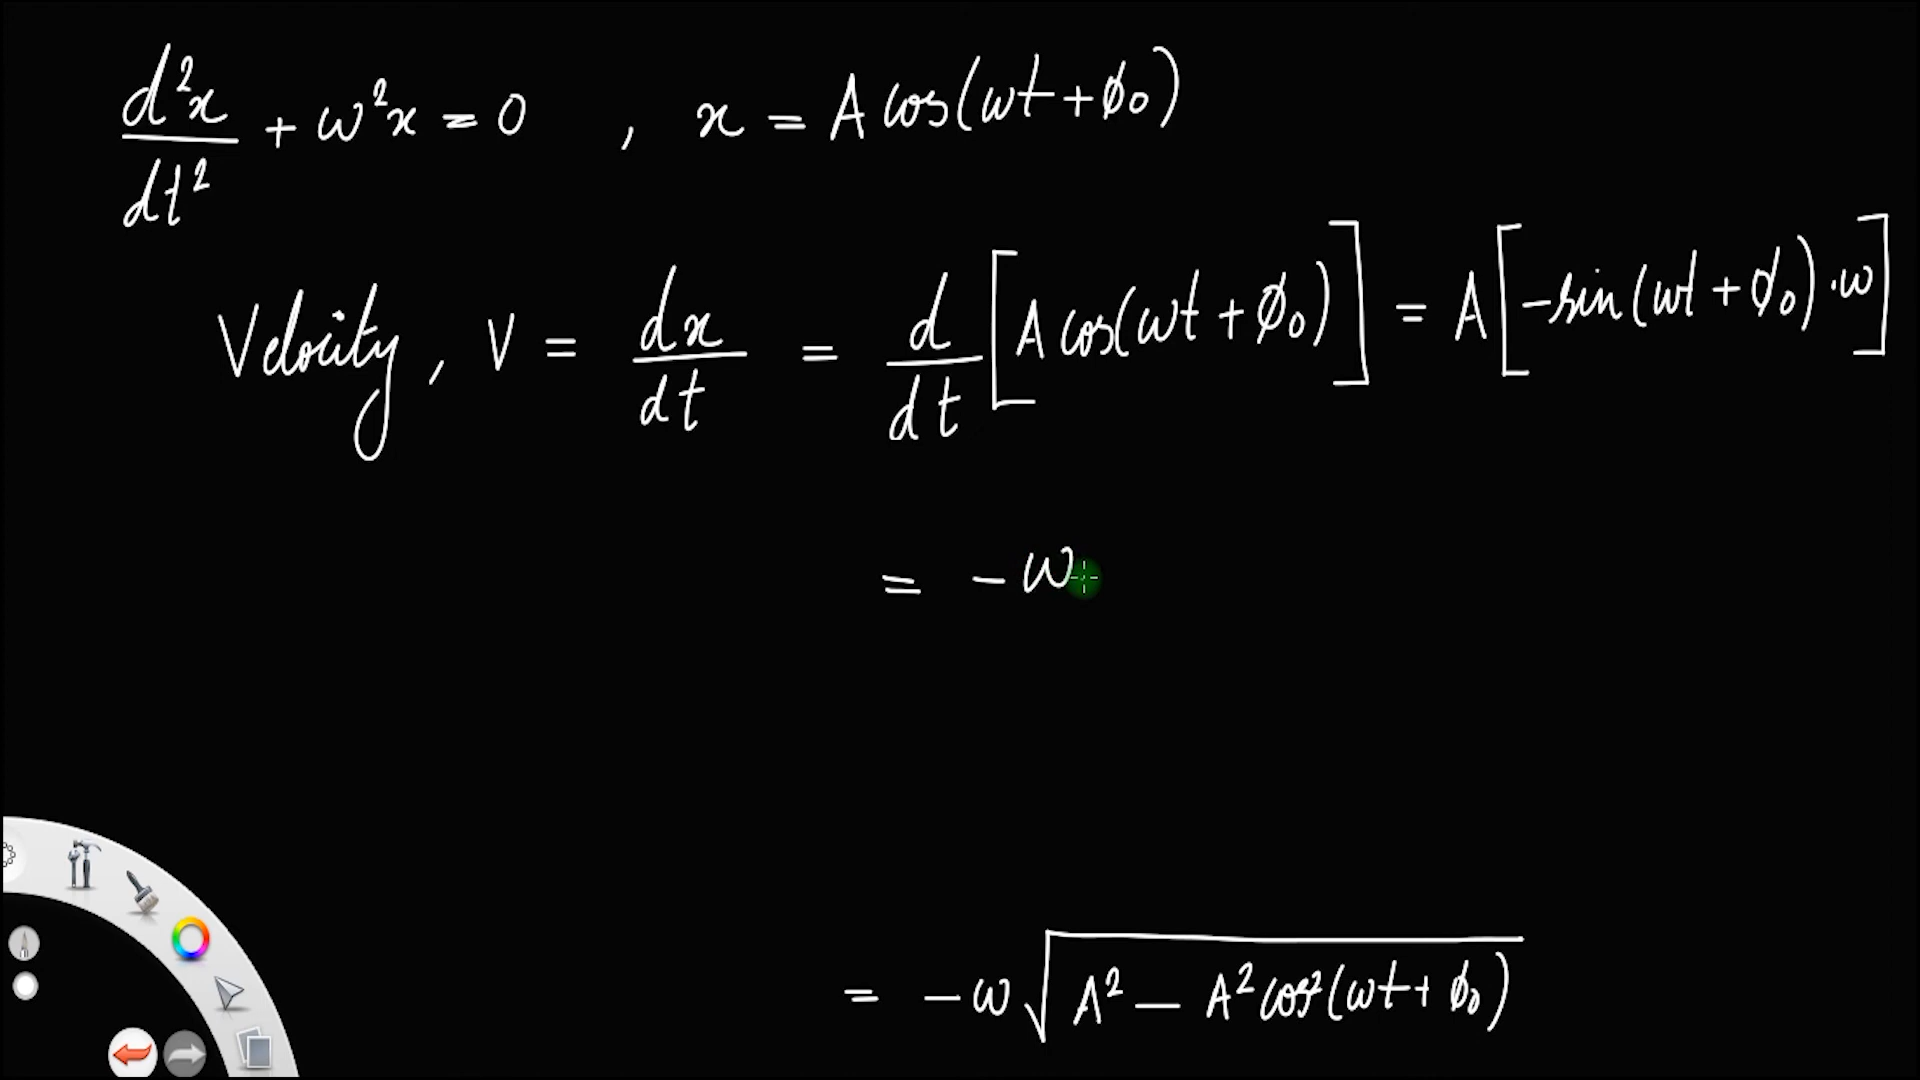 d²x/dt² + ω²x = 0 , x = A cos(ωt + ϕ₀)
Velocity, V = dx/dt = d/dt [A cos(ωt + ϕ₀)] = A[-sin(ωt + ϕ₀)·ω]
= - ω
= - ω√(A² - A² cos²(ωt + ϕ₀))